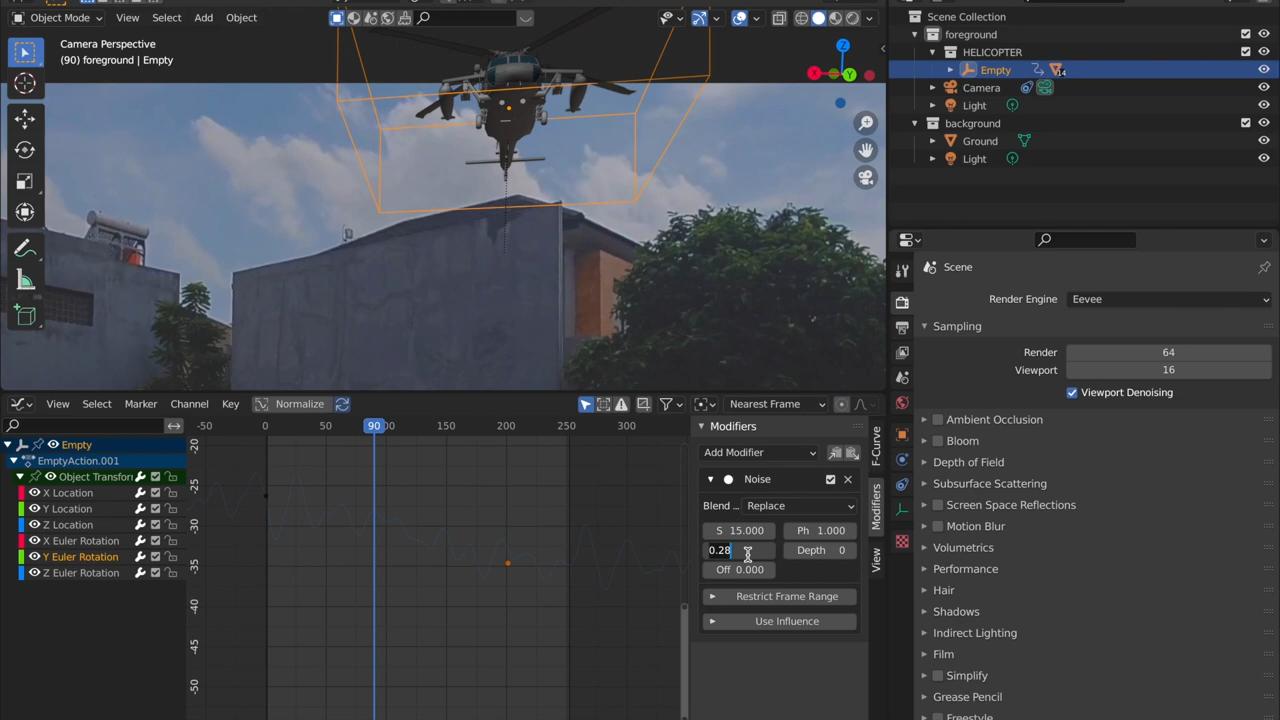 Object Mode
View
Select
Add
Object
Camera Perspective
(90) foreground | Empty
Z
X
Y
Scene Collection
foreground
HELICOPTER
Empty
14
Camera
Light
background
Ground
Light
Scene
Render Engine
Eevee
Sampling
Render
64
Viewport
16
Viewport Denoising
Ambient Occlusion
Bloom
Depth of Field
Subsurface Scattering
Screen Space Reflections
Motion Blur
Volumetrics
Performance
Hair
Shadows
Indirect Lighting
Film
Simplify
Grease Pencil
Freestyle
View
Select
Marker
Channel
Key
Normalize
Nearest Frame
-50
0
50
90
250
300
150
200
-20
-25
-30
-35
-40
-45
-50
Empty
EmptyAction.001
Object Transfor
X Location
Y Location
Z Location
X Euler Rotation
Y Euler Rotation
Z Euler Rotation
Modifiers
Add Modifier
Noise
Blend ..
Replace
S 15.000
Ph 1.000
0.28
Depth 0
Off 0.000
Restrict Frame Range
Use Influence
F-Curve
Modifiers
View